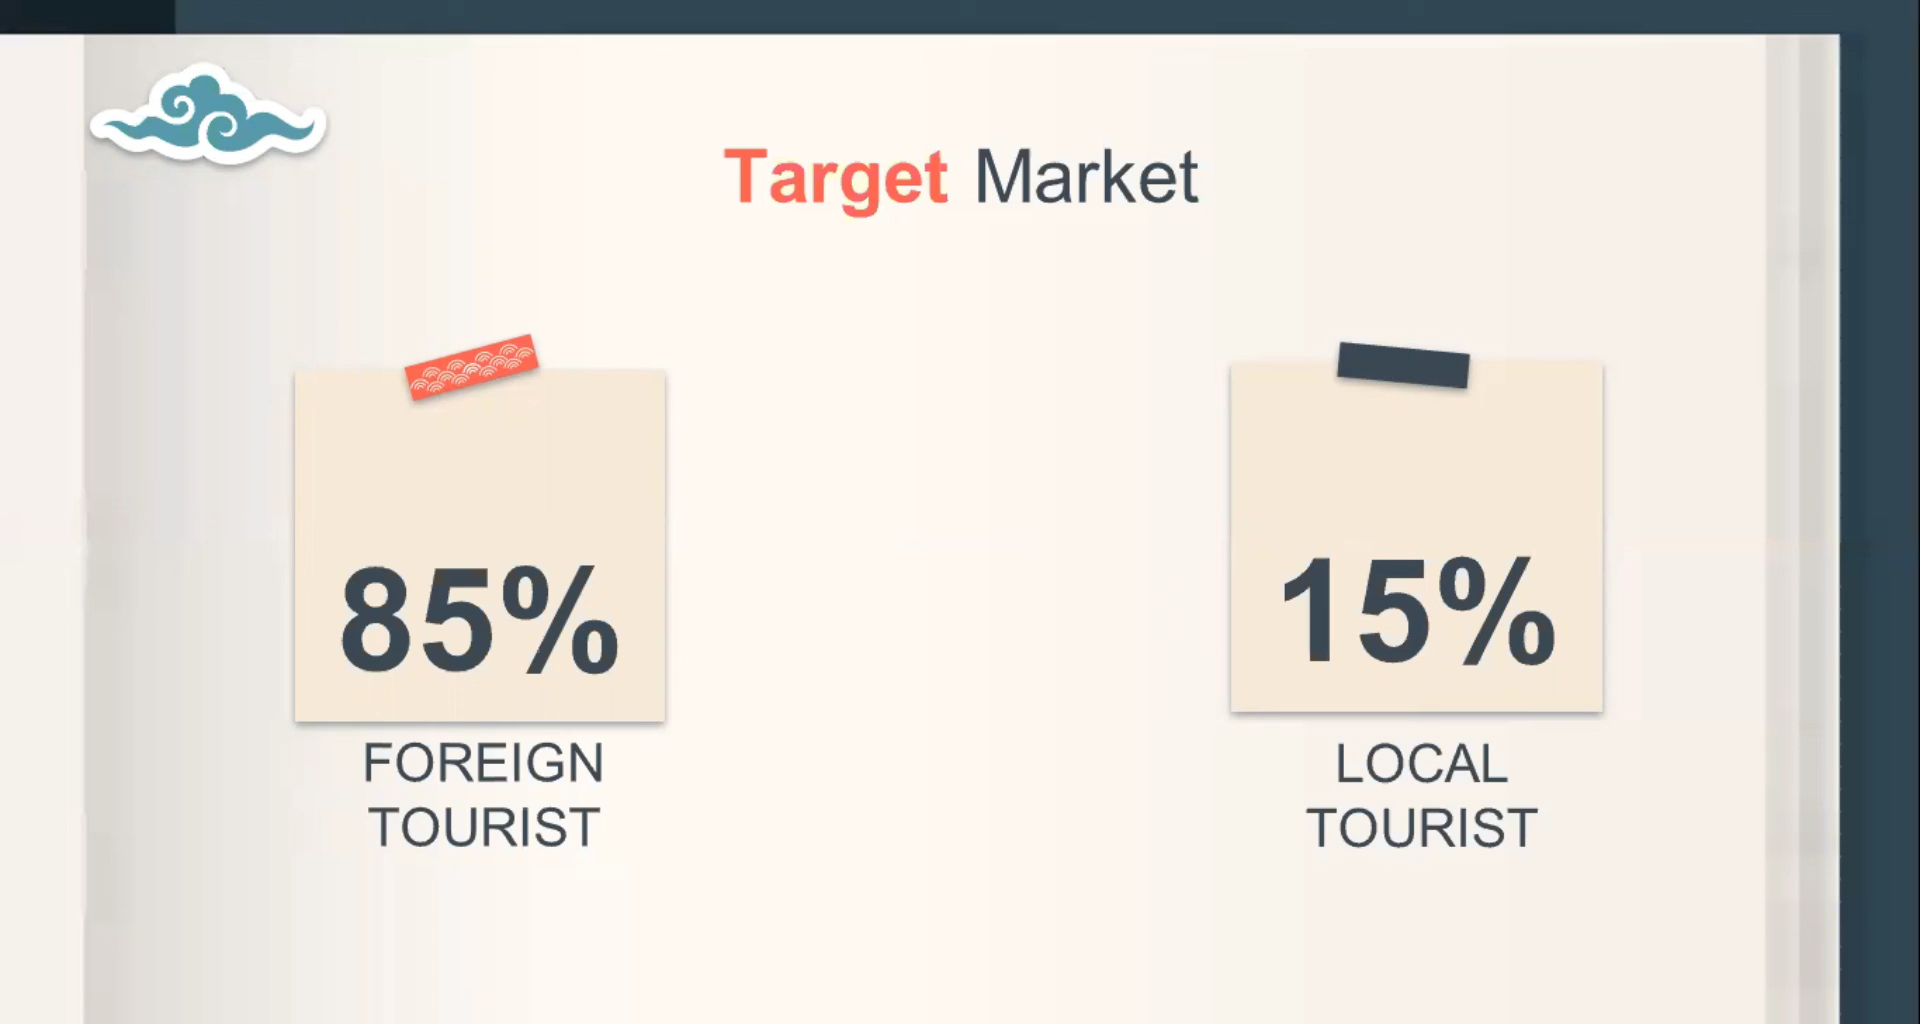 Target Market
85%
FOREIGN
TOURIST
15%
LOCAL
TOURIST